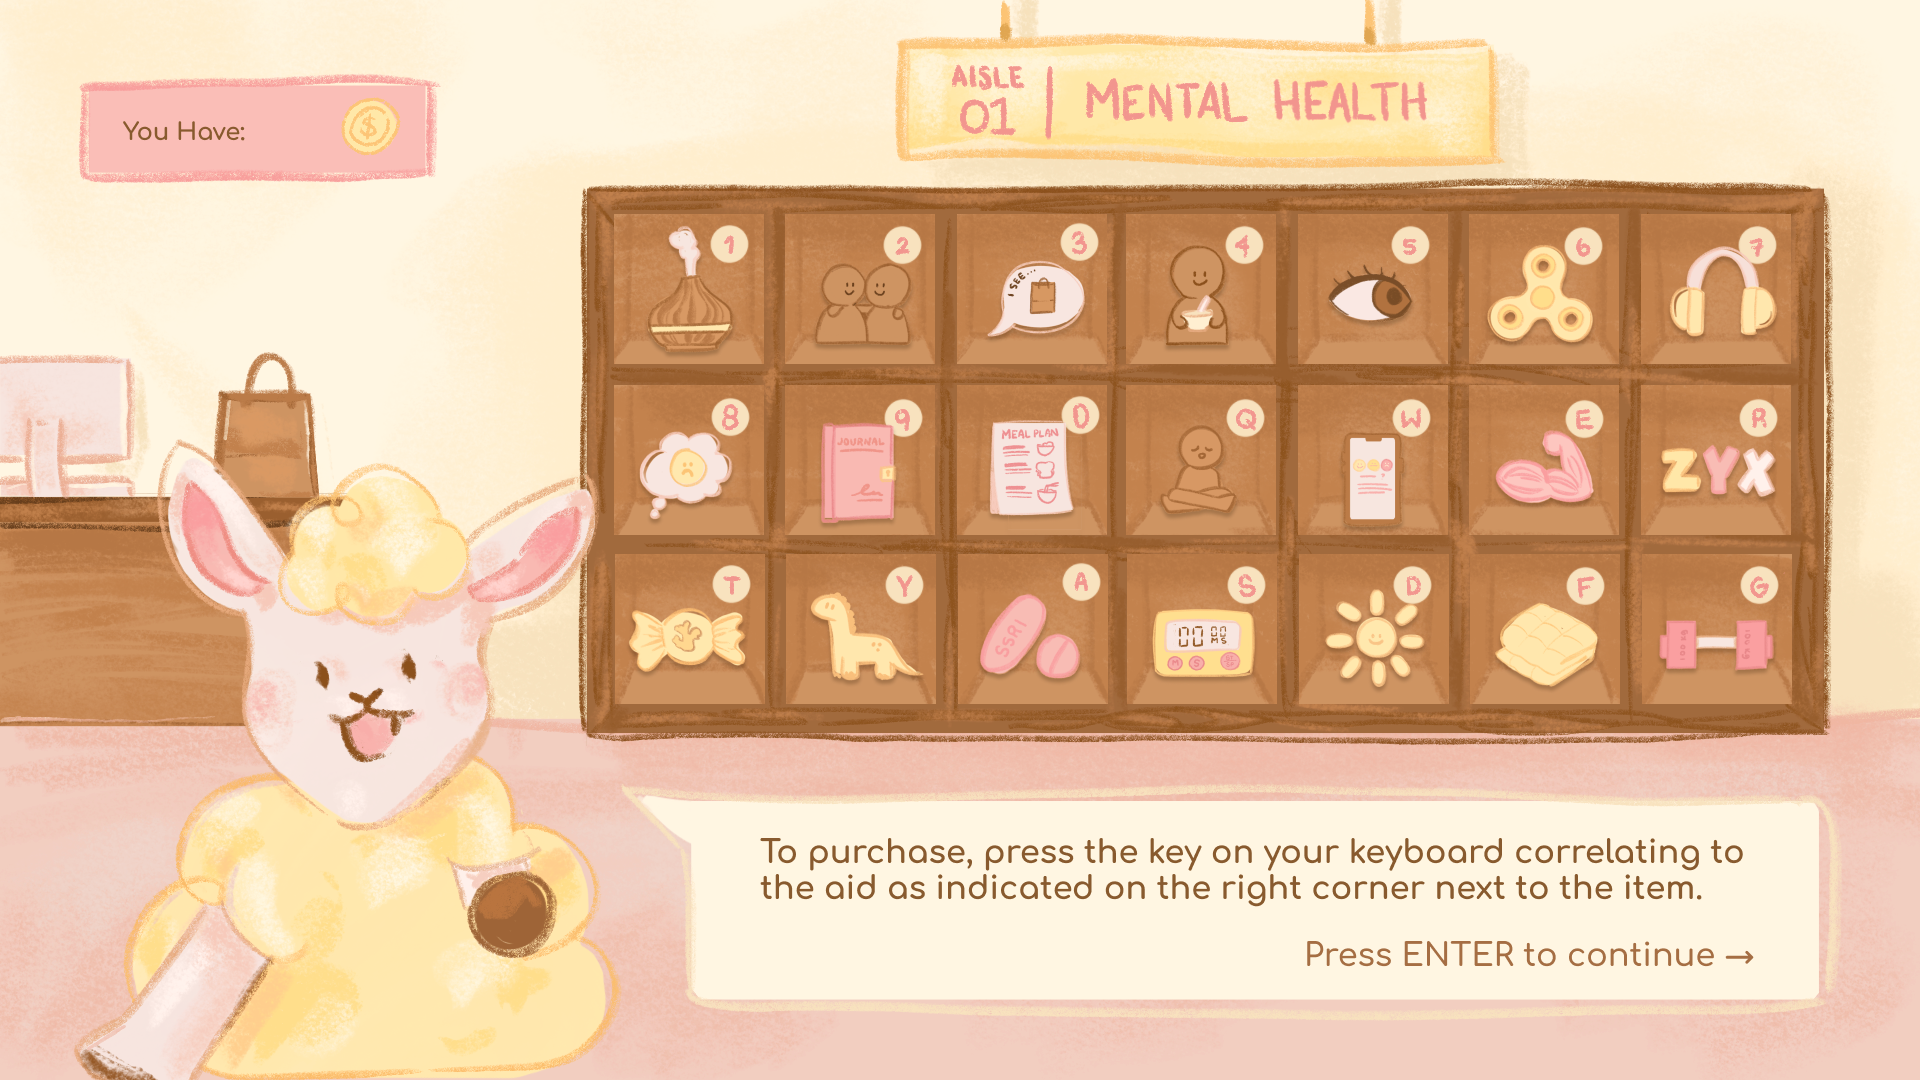 You Have:
$
AISLE
01
MENTAL HEALTH
1
2
3
4
5
6
7
I SEE...
8
9
0
Q
W
E
R
JOURNAL
MEAL PLAN
ZYX
T
Y
A
S
D
F
G
SSRI
00 00
M S
M
S
To purchase, press the key on your keyboard correlating to
the aid as indicated on the right corner next to the item.
Press ENTER to continue →